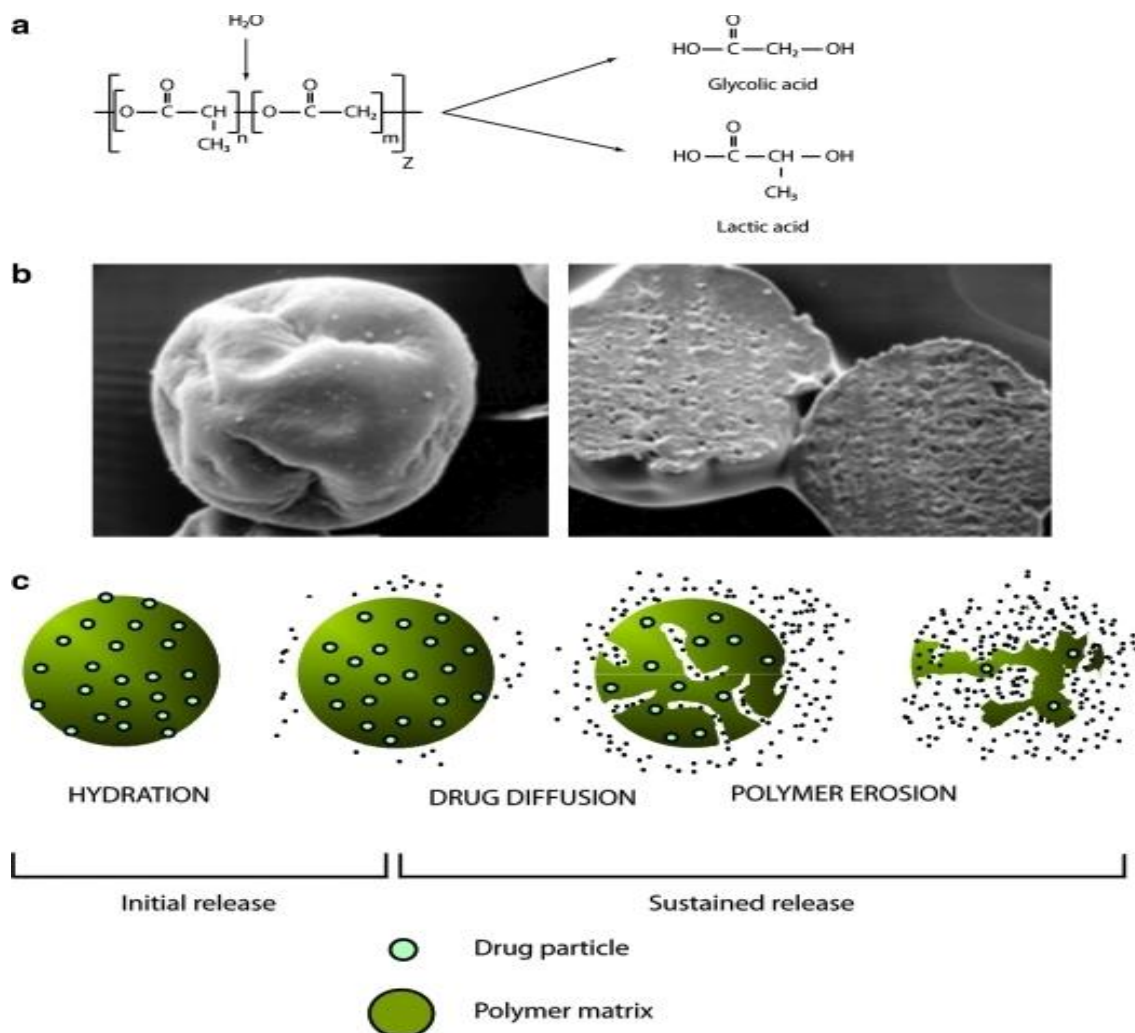 a
H₂O
O
O
[ [ O — C — CH ]n [ O — C — CH₂ ]m ]Z
CH₃
O
HO — C — CH₂ — OH
Glycolic acid
O
HO — C — CH — OH
CH₃
Lactic acid
b
c
HYDRATION
DRUG DIFFUSION
POLYMER EROSION
Initial release
Sustained release
Drug particle
Polymer matrix